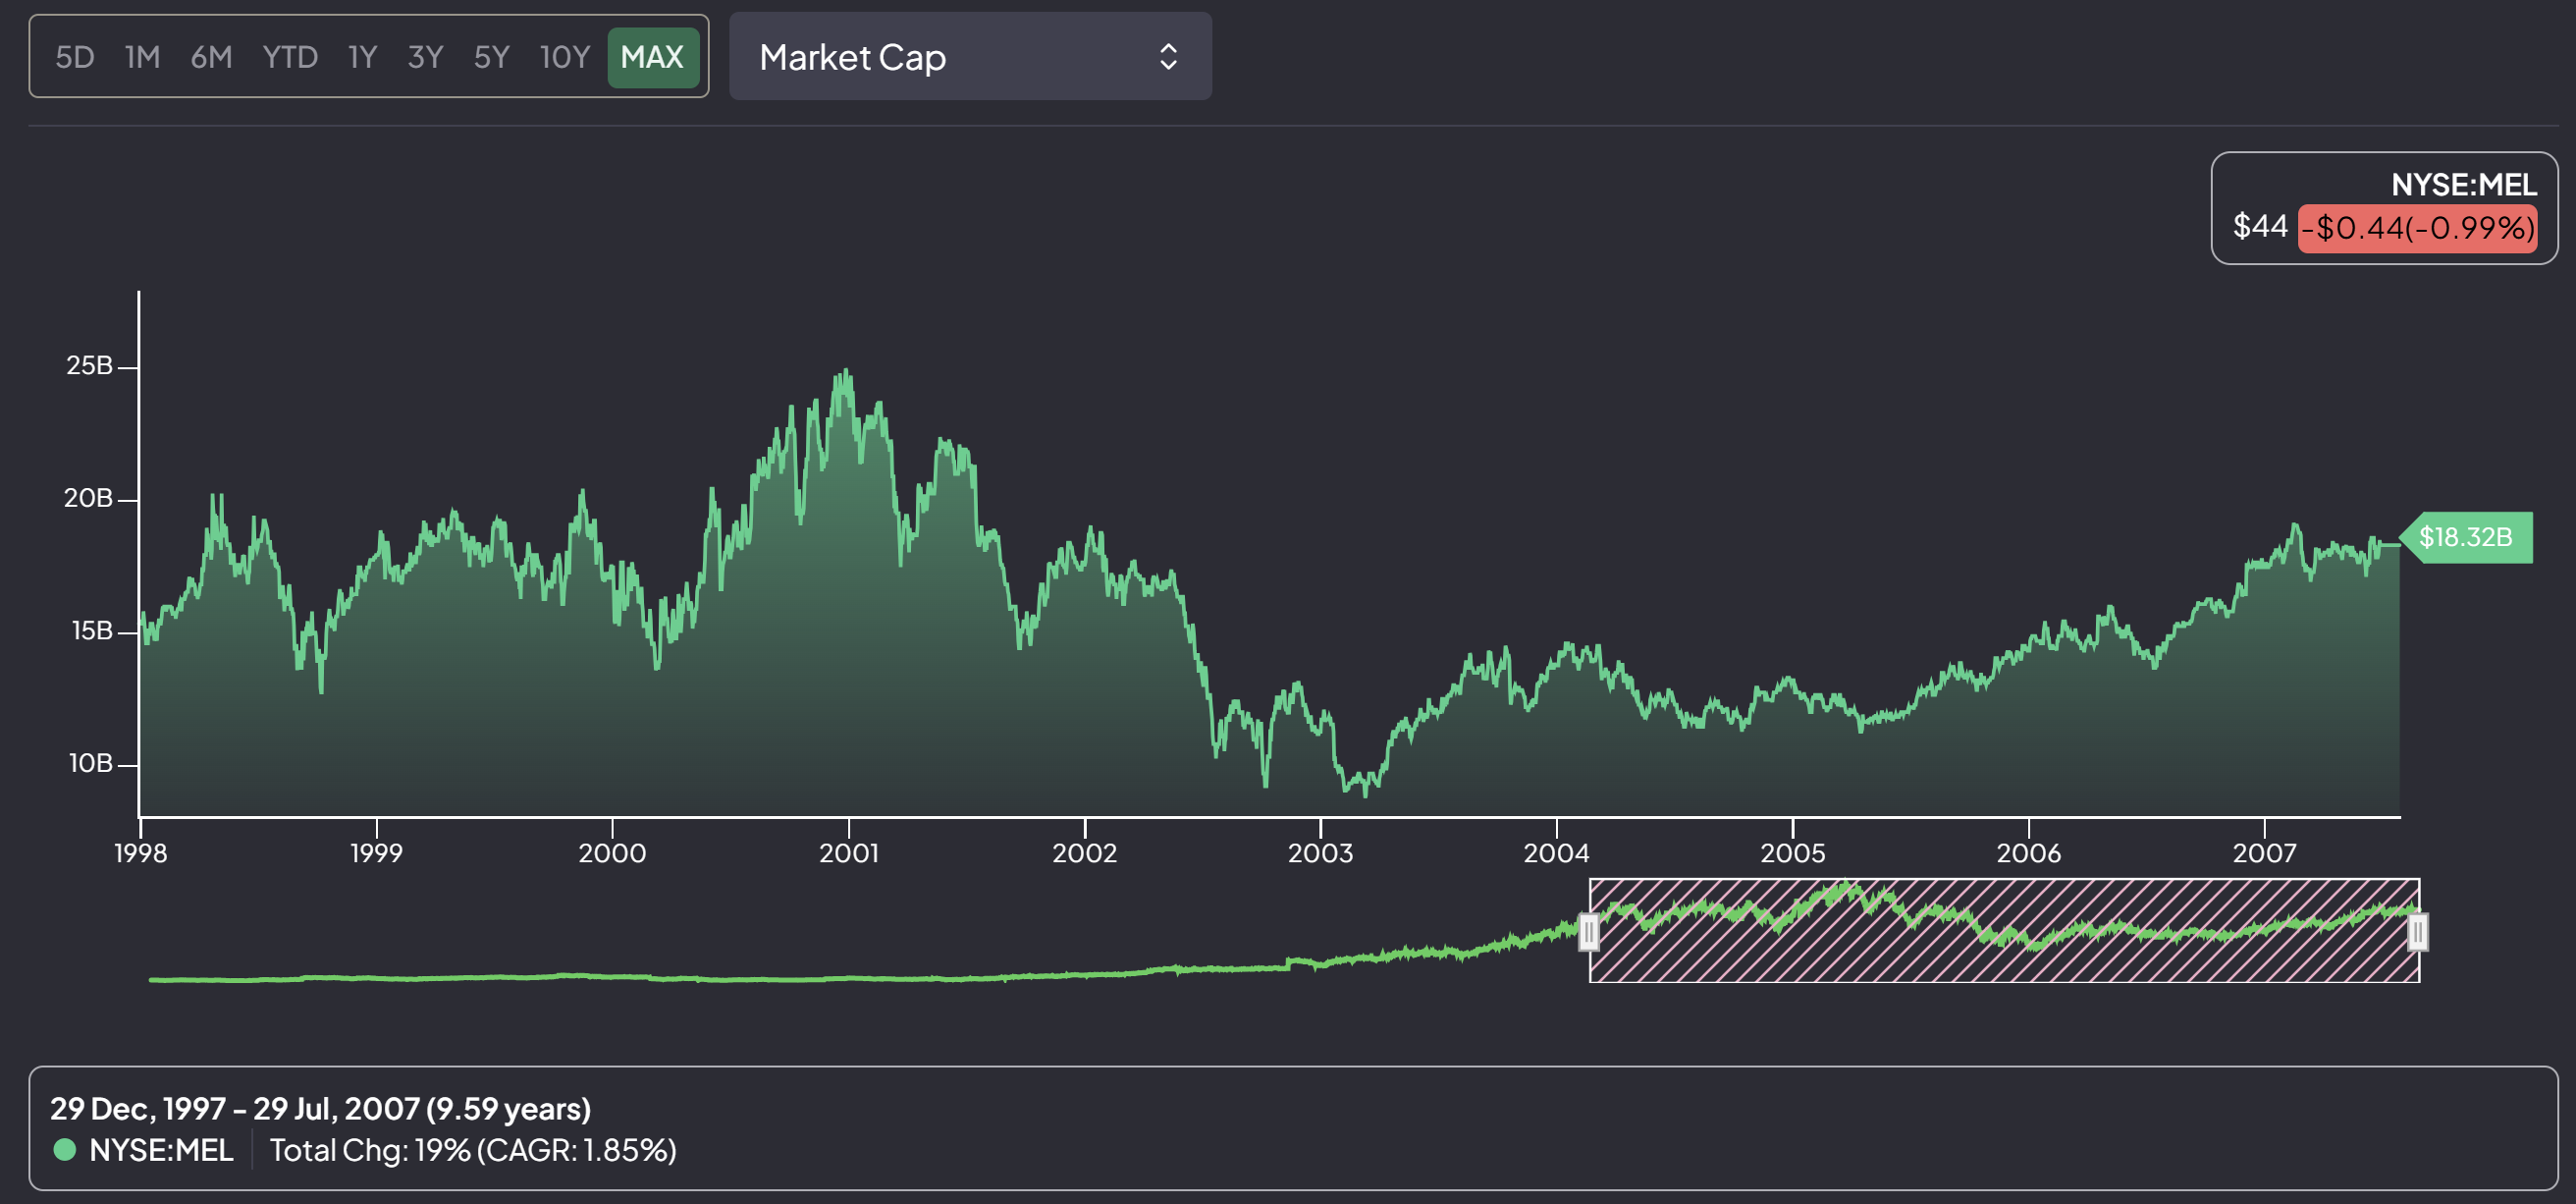 5D 1M 6M YTD 1Y 3Y 5Y 10Y MAX Market Cap
NYSE:MEL
$44 -$0.44(-0.99%)
25B
20B
$18.32B
15B
10B
1998 1999 2000 2001 2002 2003 2004 2005 2006 2007
29 Dec, 1997 - 29 Jul, 2007 (9.59 years)
NYSE:MEL Total Chg: 19% (CAGR: 1.85%)